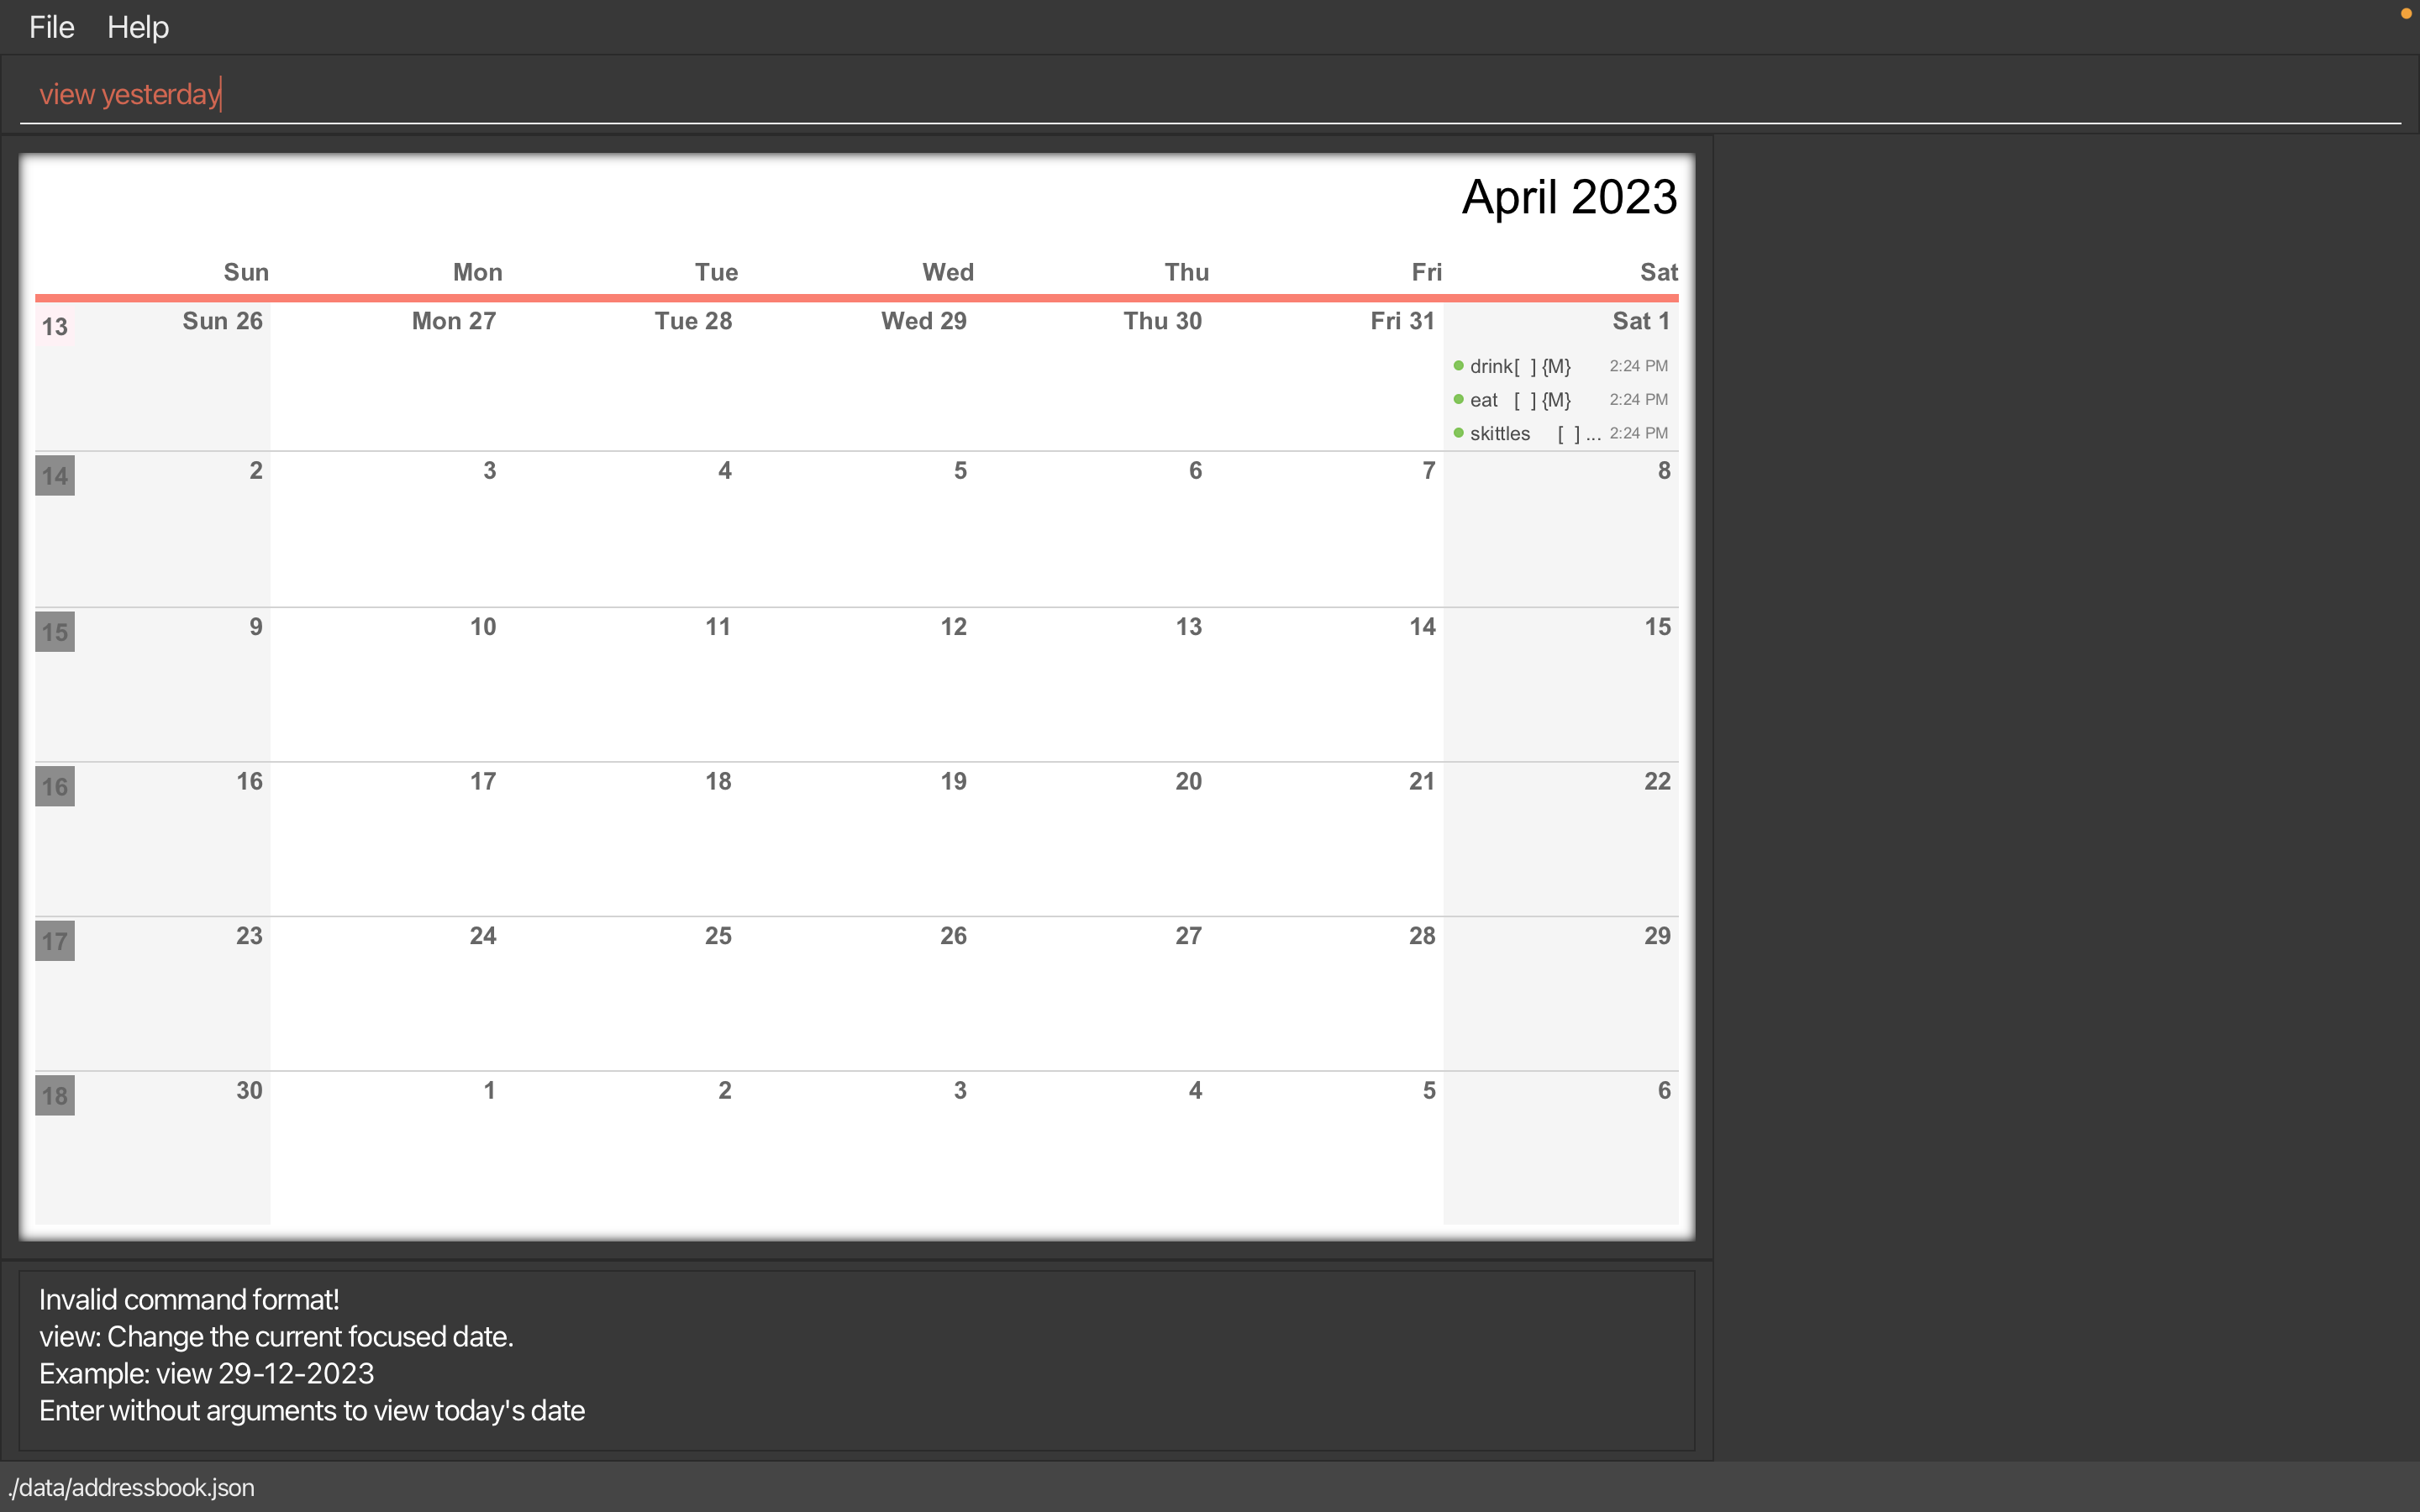 File Help
view yesterday
April 2023
Sun Mon Tue Wed Thu Fri Sat
13 Sun 26 Mon 27 Tue 28 Wed 29 Thu 30 Fri 31 Sat 1
drink[ ] {M} 2:24 PM
eat [ ] {M} 2:24 PM
skittles [ ] ... 2:24 PM
14 2 3 4 5 6 7 8
15 9 10 11 12 13 14 15
16 16 17 18 19 20 21 22
17 23 24 25 26 27 28 29
18 30 1 2 3 4 5 6
Invalid command format!
view: Change the current focused date.
Example: view 29-12-2023
Enter without arguments to view today's date
./data/addressbook.json